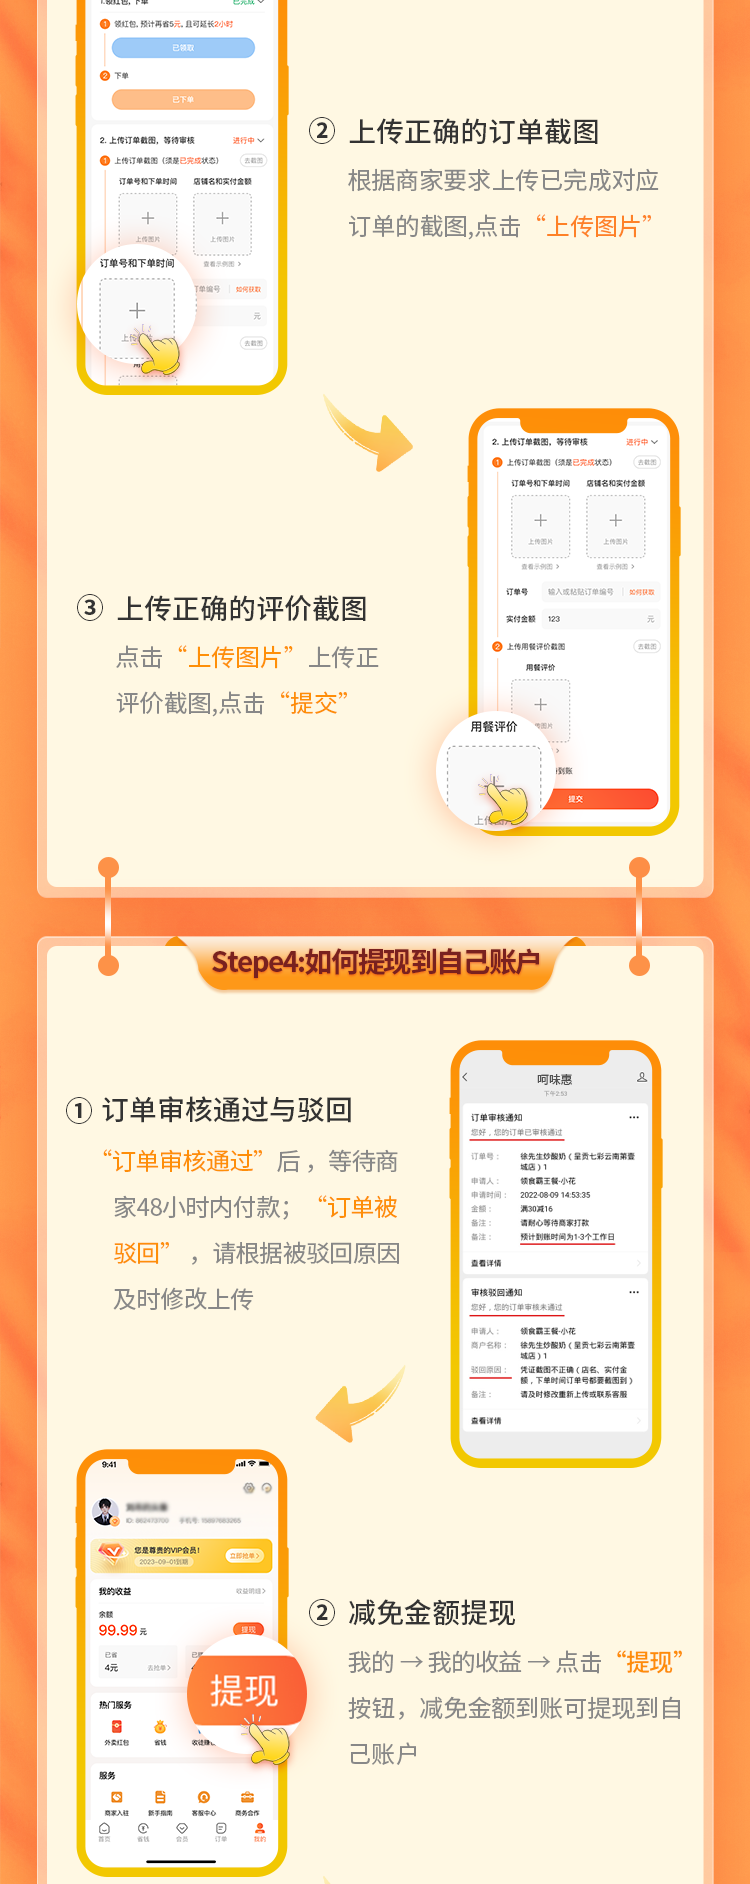 1.领红包, 下单
已完成
1 领红包, 预计再省5元, 且可延长2小时
已领取
2 下单
已下单
2. 上传订单截图，等待审核
进行中
1 上传订单截图（须是已完成状态）
去截图
订单号和下单时间
店铺名和实付金额
上传图片
上传图片
查看示例图 >
订单号和下单时间
订单编号
如何获取
元
去截图
② 上传正确的订单截图
根据商家要求上传已完成对应
订单的截图,点击“上传图片”
2. 上传订单截图，等待审核
进行中
1 上传订单截图（须是已完成状态）
去截图
订单号和下单时间
店铺名和实付金额
上传图片
上传图片
查看示例图 >
查看示例图 >
订单号
输入或粘贴订单编号
如何获取
实付金额
123
元
2 上传用餐评价截图
去截图
用餐评价
用餐评价
到账
提交
③ 上传正确的评价截图
点击“上传图片”上传正
评价截图,点击“提交”
Stepe4:如何提现到自己账户
① 订单审核通过与驳回
“订单审核通过”后，等待商
家48小时内付款；“订单被
驳回”，请根据被驳回原因
及时修改上传
呵味惠
下午2:53
订单审核通知
您好，您的订单已审核通过
订单号：
徐先生炒酸奶（呈贡七彩云南第壹
城店）1
申请人：
领食霸王餐-小花
申请时间：
2022-08-09 14:53:35
金额：
满30减16
备注：
请耐心等待商家打款
备注：
预计到账时间为1-3个工作日
查看详情
审核驳回通知
您好，您的订单审核未通过
申请人：
领食霸王餐-小花
商户名称：
徐先生炒酸奶（呈贡七彩云南第壹
城店）1
驳回原因：
凭证截图不正确（店名、实付金
额，下单时间订单号都要截图到）
备注：
请及时修改重新上传或联系客服
查看详情
9:41
您是尊贵的VIP会员！
2023-09-01到期
立即抢单>
我的收益
收益明细>
余额
99.99 元
提现
已省
4元
去抢单>
提现
热门服务
外卖红包
省钱
服务
商家入驻
新手指南
客服中心
商务合作
首页
省钱
会员
订单
我的
② 减免金额提现
我的 → 我的收益 → 点击“提现”
按钮，减免金额到账可提现到自
己账户